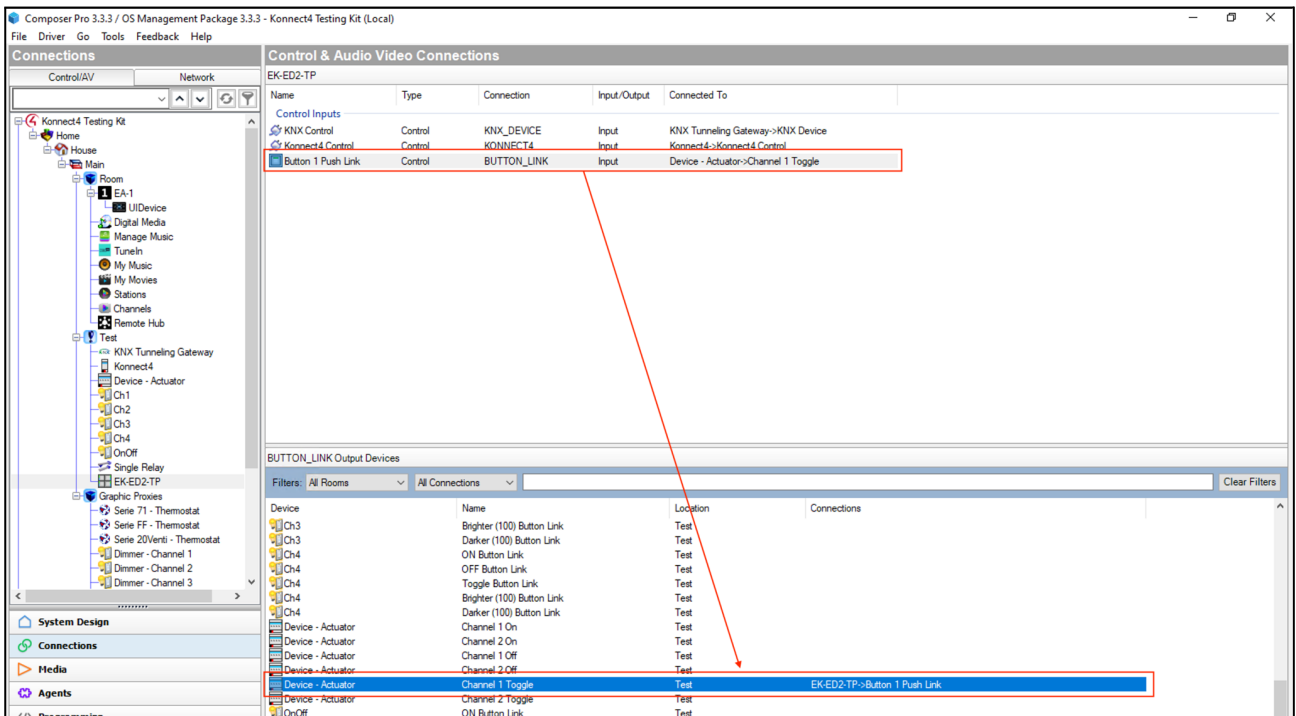 Composer Pro 3.3.3 / OS Management Package 3.3.3 - Konnect4 Testing Kit (Local)
File Driver Go Tools Feedback Help
Connections
Control/AV Network
Konnect4 Testing Kit
Home
House
Main
Room
1 EA-1
UIDevice
Digital Media
Manage Music
TuneIn
My Music
My Movies
Stations
Channels
Remote Hub
Test
KNX Tunneling Gateway
Konnect4
Device - Actuator
Ch1
Ch2
Ch3
Ch4
OnOff
Single Relay
EK-ED2-TP
Graphic Proxies
Serie 71 - Thermostat
Serie FF - Thermostat
Serie 20Venti - Thermostat
Dimmer - Channel 1
Dimmer - Channel 2
Dimmer - Channel 3
System Design
Connections
Media
Agents
Programming
Control & Audio Video Connections
EK-ED2-TP
Name Type Connection Input/Output Connected To
Control Inputs
KNX Control Control KNX_DEVICE Input KNX Tunneling Gateway->KNX Device
Konnect4 Control Control KONNECT4 Input Konnect4->Konnect4 Control
Button 1 Push Link Control BUTTON_LINK Input Device - Actuator->Channel 1 Toggle
BUTTON_LINK Output Devices
Filters: All Rooms All Connections Clear Filters
Device Name Location Connections
Ch3 Brighter (100) Button Link Test
Ch3 Darker (100) Button Link Test
Ch4 ON Button Link Test
Ch4 OFF Button Link Test
Ch4 Toggle Button Link Test
Ch4 Brighter (100) Button Link Test
Ch4 Darker (100) Button Link Test
Device - Actuator Channel 1 On Test
Device - Actuator Channel 2 On Test
Device - Actuator Channel 1 Off Test
Device - Actuator Channel 2 Off Test
Device - Actuator Channel 1 Toggle Test EK-ED2-TP->Button 1 Push Link
Device - Actuator Channel 2 Toggle Test
OnOff ON Button Link Test